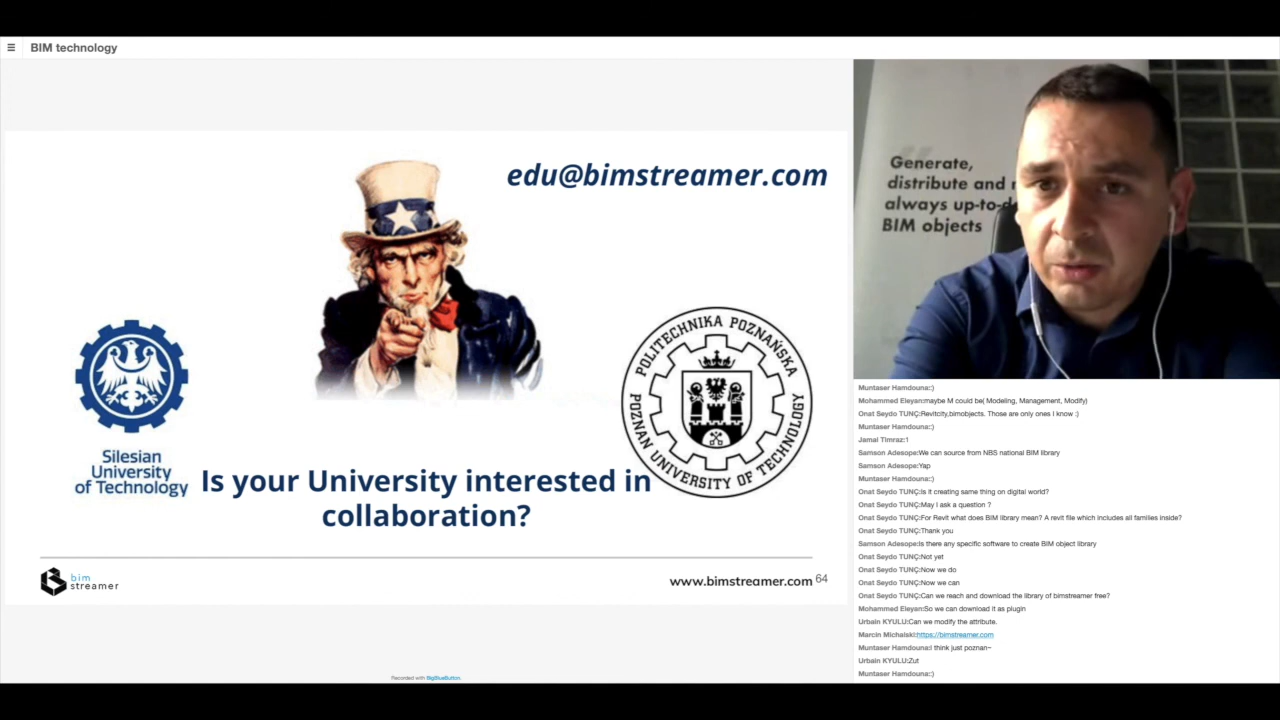 ☰ BIM technology
edu@bimstreamer.com
Silesian
University
of Technology
POLITECHNIKA POZNAŃSKA
POZNAN UNIVERSITY OF TECHNOLOGY
Is your University interested in
collaboration?
bim
streamer
www.bimstreamer.com 64
Recorded with BigBlueButton.
Generate,
distribute and
always up-to-d
BIM objects
Muntaser Hamdouna::)
Mohammed Eleyan:maybe M could be( Modeling, Management, Modify)
Onat Seydo TUNÇ:Revitcity,bimobjects. Those are only ones I know :)
Muntaser Hamdouna::)
Jamal Timraz:1
Samson Adesope:We can source from NBS national BIM library
Samson Adesope:Yap
Muntaser Hamdouna::)
Onat Seydo TUNÇ:Is it creating same thing on digital world?
Onat Seydo TUNÇ:May I ask a question ?
Onat Seydo TUNÇ:For Revit what does BIM library mean? A revit file which includes all families inside?
Onat Seydo TUNÇ:Thank you
Samson Adesope:Is there any specific software to create BIM object library
Onat Seydo TUNÇ:Not yet
Onat Seydo TUNÇ:Now we do
Onat Seydo TUNÇ:Now we can
Onat Seydo TUNÇ:Can we reach and download the library of bimstreamer free?
Mohammed Eleyan:So we can download it as plugin
Urbain KYULU:Can we modify the attribute.
Marcin Michalski:https://bimstreamer.com
Muntaser Hamdouna:I think just poznan~
Urbain KYULU:Zut
Muntaser Hamdouna::)